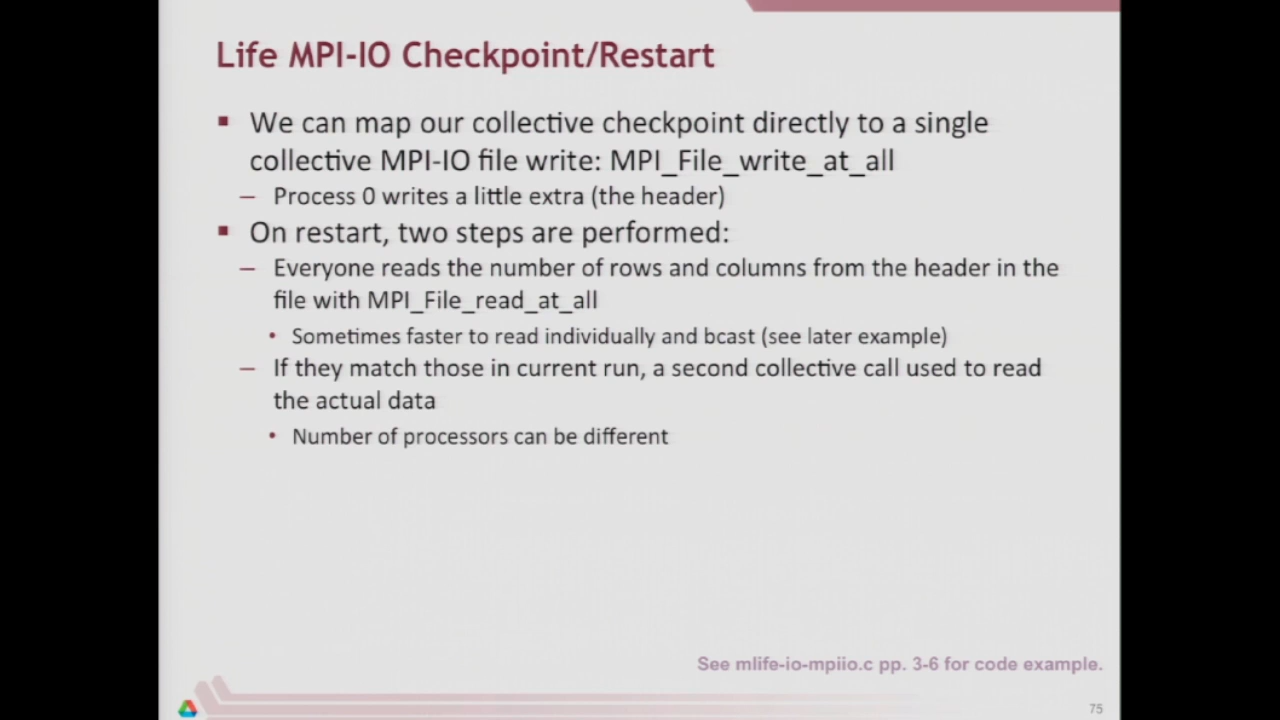 Life MPI-IO Checkpoint/Restart
▪ We can map our collective checkpoint directly to a single
collective MPI-IO file write: MPI_File_write_at_all
– Process 0 writes a little extra (the header)
▪ On restart, two steps are performed:
– Everyone reads the number of rows and columns from the header in the
file with MPI_File_read_at_all
• Sometimes faster to read individually and bcast (see later example)
– If they match those in current run, a second collective call used to read
the actual data
• Number of processors can be different
See mlife-io-mpiio.c pp. 3-6 for code example.
75